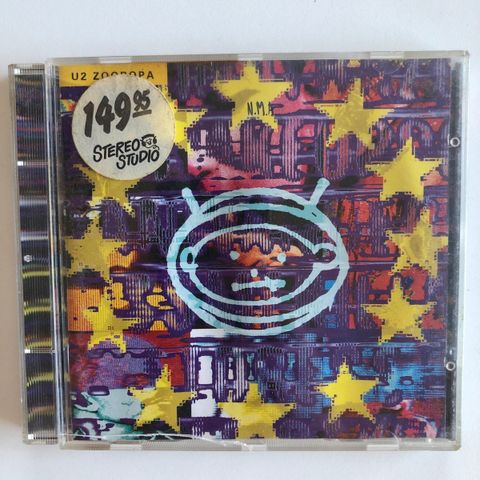 U2 ZOOROPA
149 95
STEREO
STUDIO
N.M.